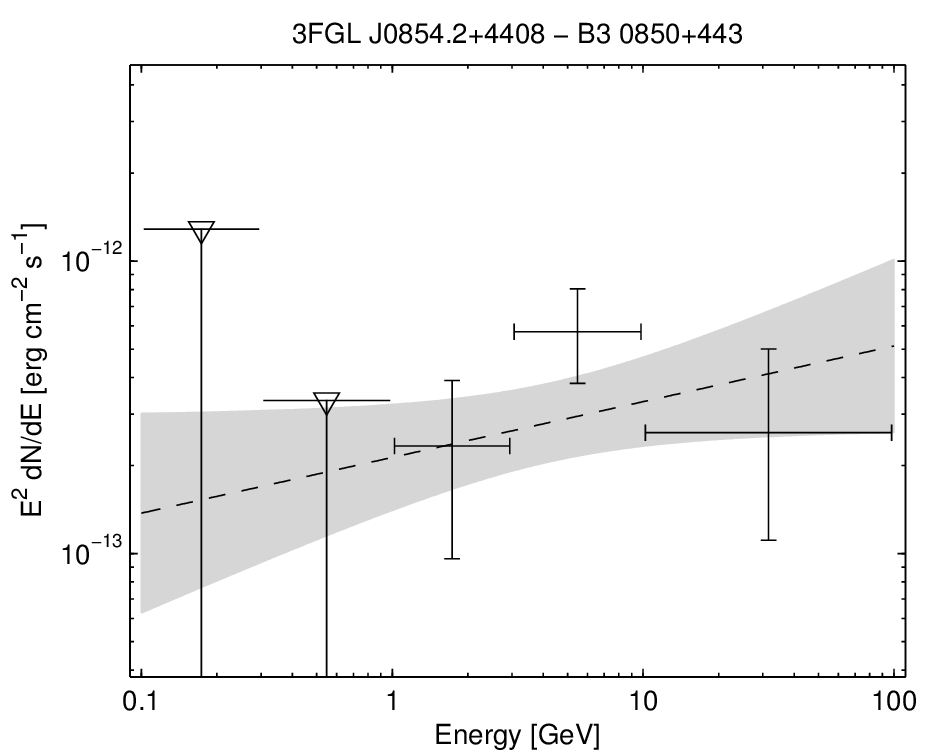 3FGL J0854.2+4408 − B3 0850+443
E² dN/dE [erg cm⁻² s⁻¹]
10⁻¹²
10⁻¹³
0.1 1 10 100
Energy [GeV]